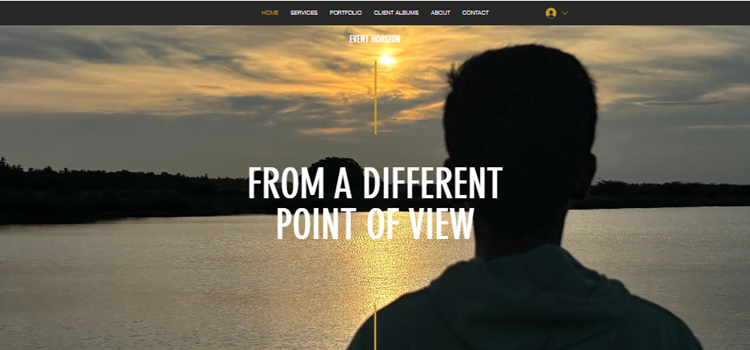 HOME SERVICES PORTFOLIO CLIENT ALBUMS ABOUT CONTACT
EVENT HORIZON
FROM A DIFFERENT
POINT OF VIEW